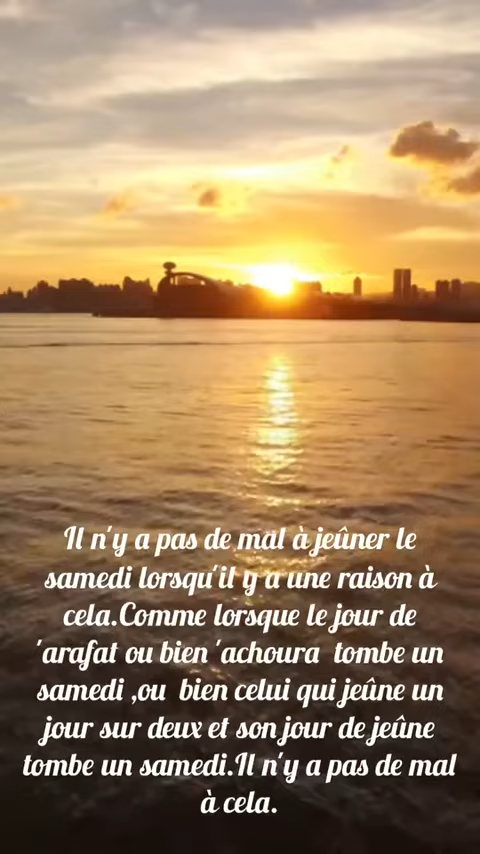 Il n'y a pas de mal à jeûner le
samedi lorsqu'il y a une raison à
cela.Comme lorsque le jour de
'arafat ou bien 'achoura  tombe un
samedi ,ou  bien celui qui jeûne un
jour sur deux et son jour de jeûne
tombe un samedi.Il n'y a pas de mal
à cela.